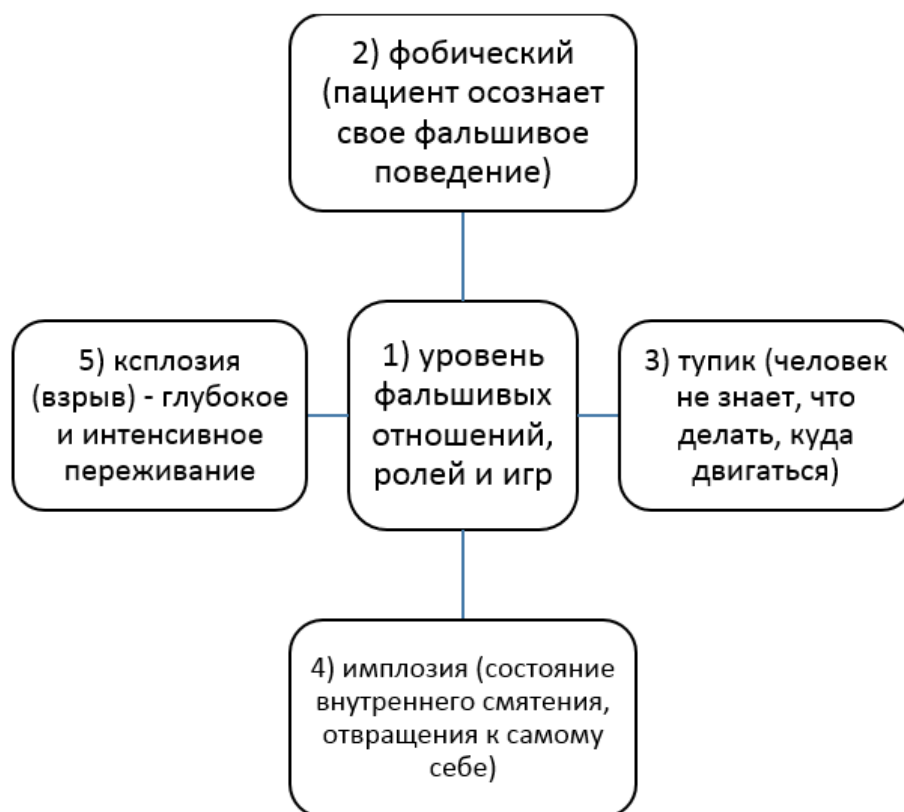 2) фобический
(пациент осознает
свое фальшивое
поведение)
5) ксплозия
(взрыв) - глубокое
и интенсивное
переживание
1) уровень
фальшивых
отношений,
ролей и игр
3) тупик (человек
не знает, что
делать, куда
двигаться)
4) имплозия (состояние
внутреннего смятения,
отвращения к самому
себе)